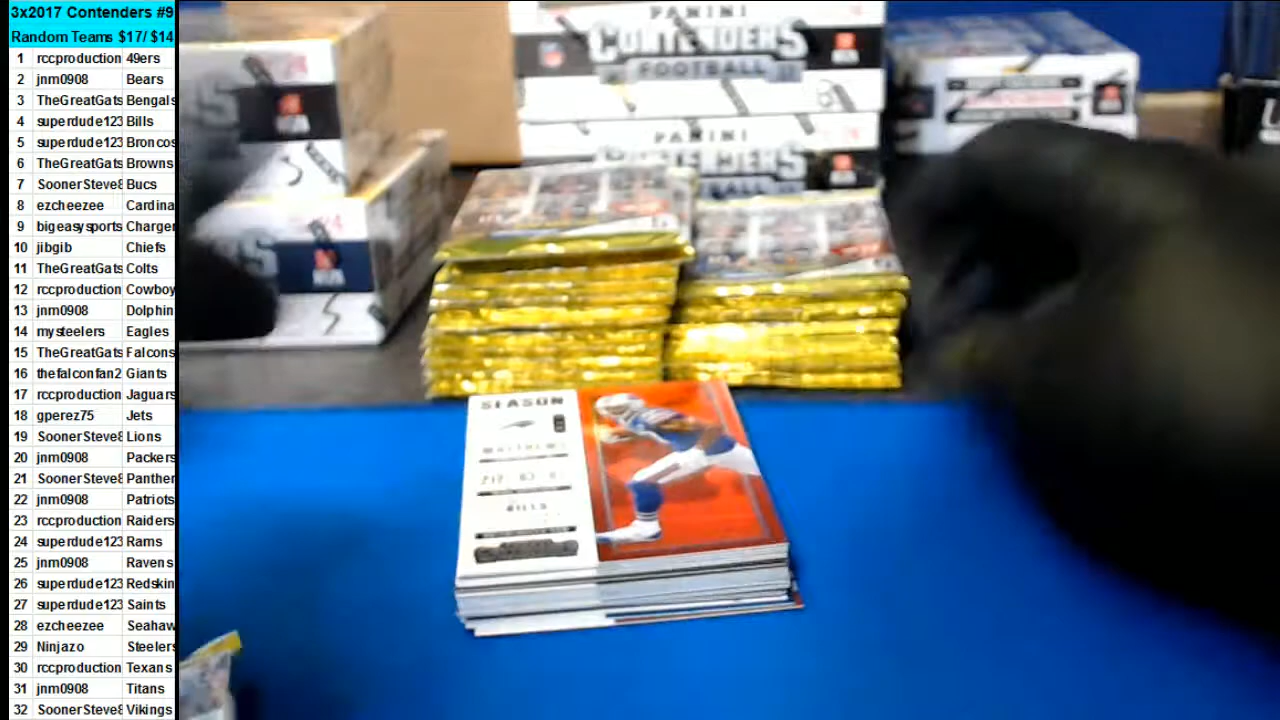 3x2017 Contenders #9
Random Teams $17/ $14
1 rccproduction 49ers
2 jnm0908 Bears
3 TheGreatGats Bengals
4 superdude123 Bills
5 superdude123 Broncos
6 TheGreatGats Browns
7 SoonerSteve8 Bucs
8 ezcheezee Cardina
9 bigeasysports Charger
10 jibgib Chiefs
11 TheGreatGats Colts
12 rccproduction Cowboy
13 jnm0908 Dolphin
14 mysteelers Eagles
15 TheGreatGats Falcons
16 thefalconfan2 Giants
17 rccproduction Jaguars
18 gperez75 Jets
19 SoonerSteve8 Lions
20 jnm0908 Packers
21 SoonerSteve8 Panther
22 jnm0908 Patriots
23 rccproduction Raiders
24 superdude123 Rams
25 jnm0908 Ravens
26 superdude123 Redskin
27 superdude123 Saints
28 ezcheezee Seahaw
29 Ninjazo Steelers
30 rccproduction Texans
31 jnm0908 Titans
32 SoonerSteve8 Vikings
PANINI
CONTENDERS
FOOTBALL
PANINI
CONTENDERS
FOOTBALL
SEASON
MATTHEWS
BILLS